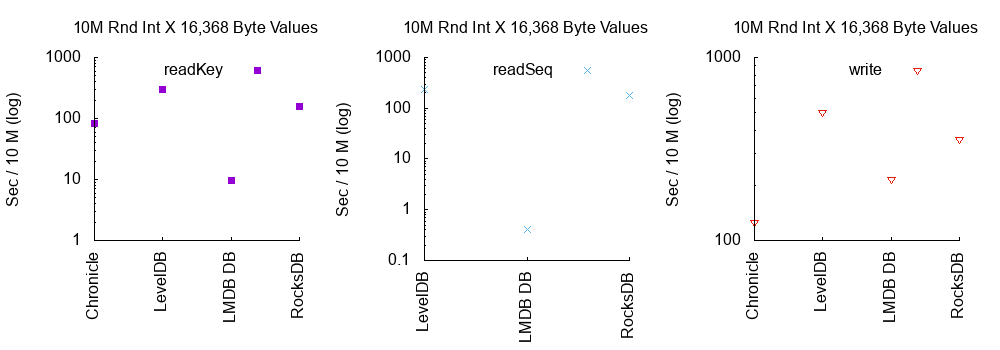 10M Rnd Int X 16,368 Byte Values
readKey
Sec / 10 M (log)
1000
100
10
1
Chronicle
LevelDB
LMDB DB
RocksDB
10M Rnd Int X 16,368 Byte Values
readSeq
Sec / 10 M (log)
1000
100
10
1
0.1
LevelDB
LMDB DB
RocksDB
10M Rnd Int X 16,368 Byte Values
write
Sec / 10 M (log)
1000
100
Chronicle
LevelDB
LMDB DB
RocksDB